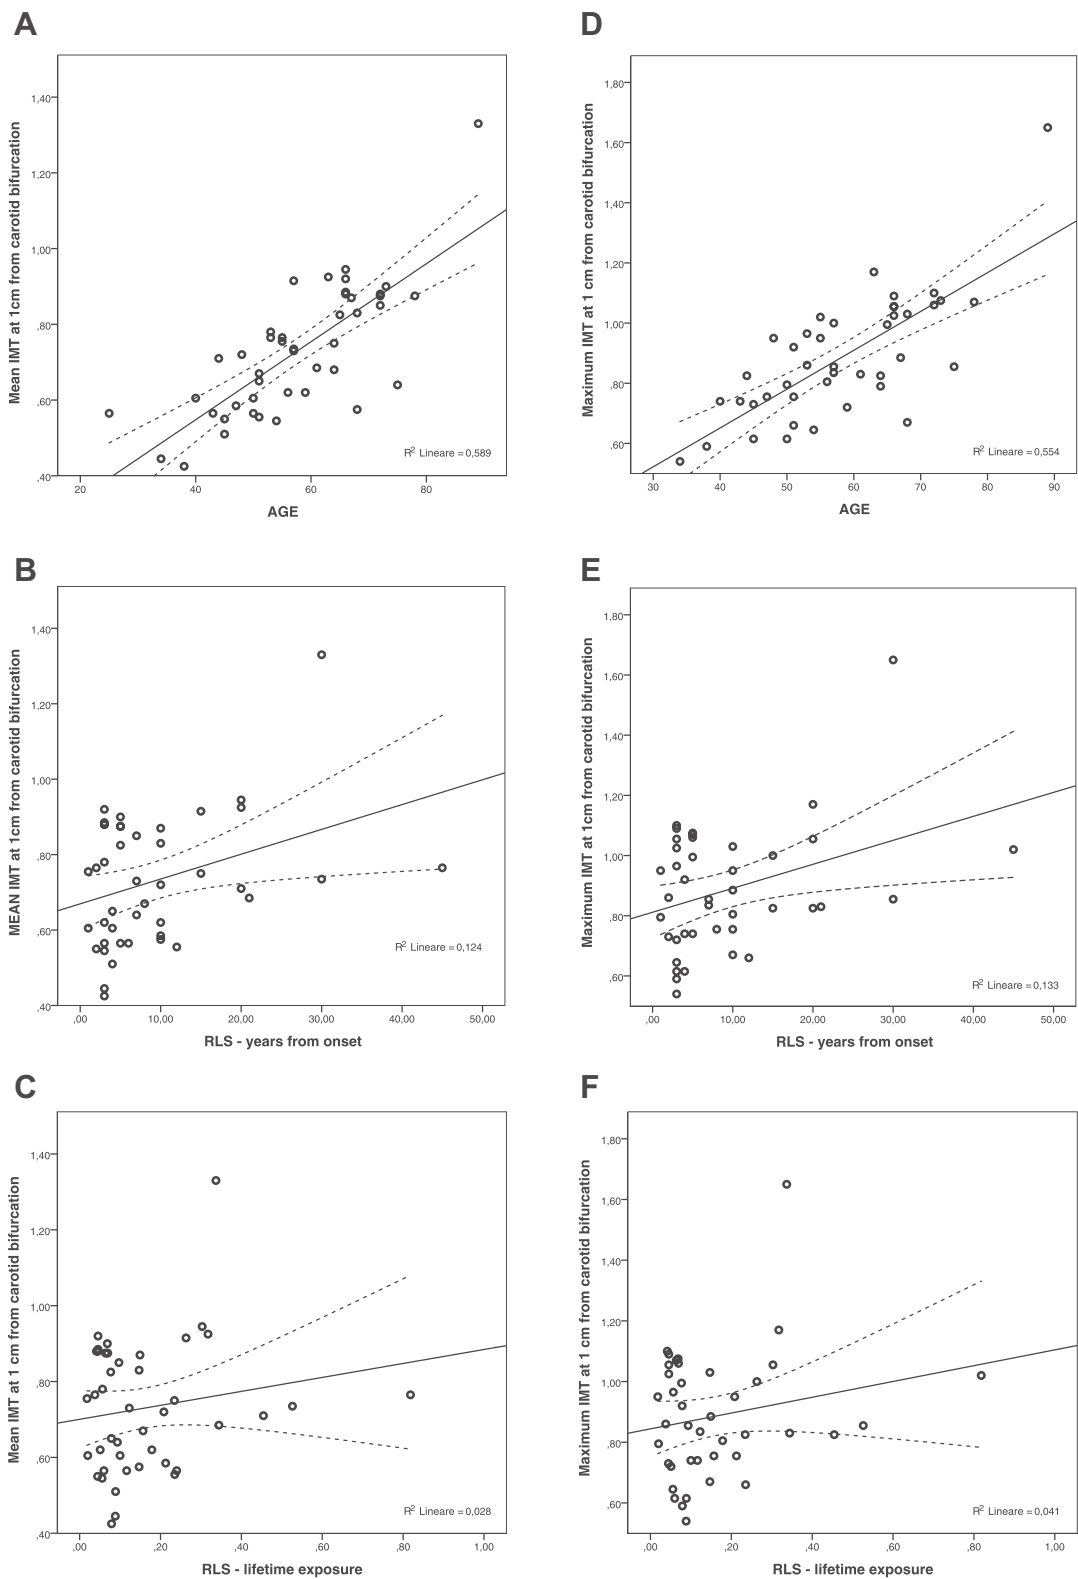 A
Mean IMT at 1cm from carotid bifurcation
1,40
1,20
1,00
,80
,60
,40
20 40 60 80
AGE
R2 Lineare = 0,589
D
Maximum IMT at 1 cm from carotid bifurcation
1,80
1,60
1,40
1,20
1,00
,80
,60
30 40 50 60 70 80 90
AGE
R2 Lineare = 0,554
B
MEAN IMT at 1cm from carotid bifurcation
1,40
1,20
1,00
,80
,60
,40
,00 10,00 20,00 30,00 40,00 50,00
RLS - years from onset
R2 Lineare = 0,124
E
Maximum IMT at 1cm from carotid bifurcation
1,80
1,60
1,40
1,20
1,00
,80
,60
,00 10,00 20,00 30,00 40,00 50,00
RLS - years from onset
R2 Lineare = 0,133
C
Mean IMT at 1 cm from carotid bifurcation
1,40
1,20
1,00
,80
,60
,40
,00 ,20 ,40 ,60 ,80 1,00
RLS - lifetime exposure
R2 Lineare = 0,028
F
Maximum IMT at 1 cm from carotid bifurcation
1,80
1,60
1,40
1,20
1,00
,80
,60
,00 ,20 ,40 ,60 ,80 1,00
RLS - lifetime exposure
R2 Lineare = 0,041